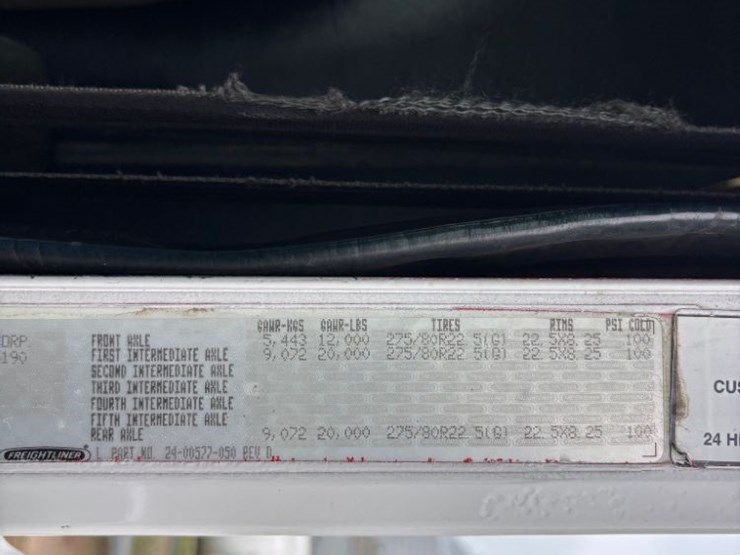 GAWR-KGS GAWR-LBS TIRES RIMS PSI COLD
ORP. FRONT AXLE 5,443 12,000 275/80R22.5(G) 22.5X8.25 100
190 FIRST INTERMEDIATE AXLE 9,072 20,000 275/80R22.5(G) 22.5X8.25 100
SECOND INTERMEDIATE AXLE
THIRD INTERMEDIATE AXLE
FOURTH INTERMEDIATE AXLE
FIFTH INTERMEDIATE AXLE
REAR AXLE 9,072 20,000 275/80R22.5(G) 22.5X8.25 100
FREIGHTLINER L PART NO. 24-00577-050 REV D
CUS
24 H